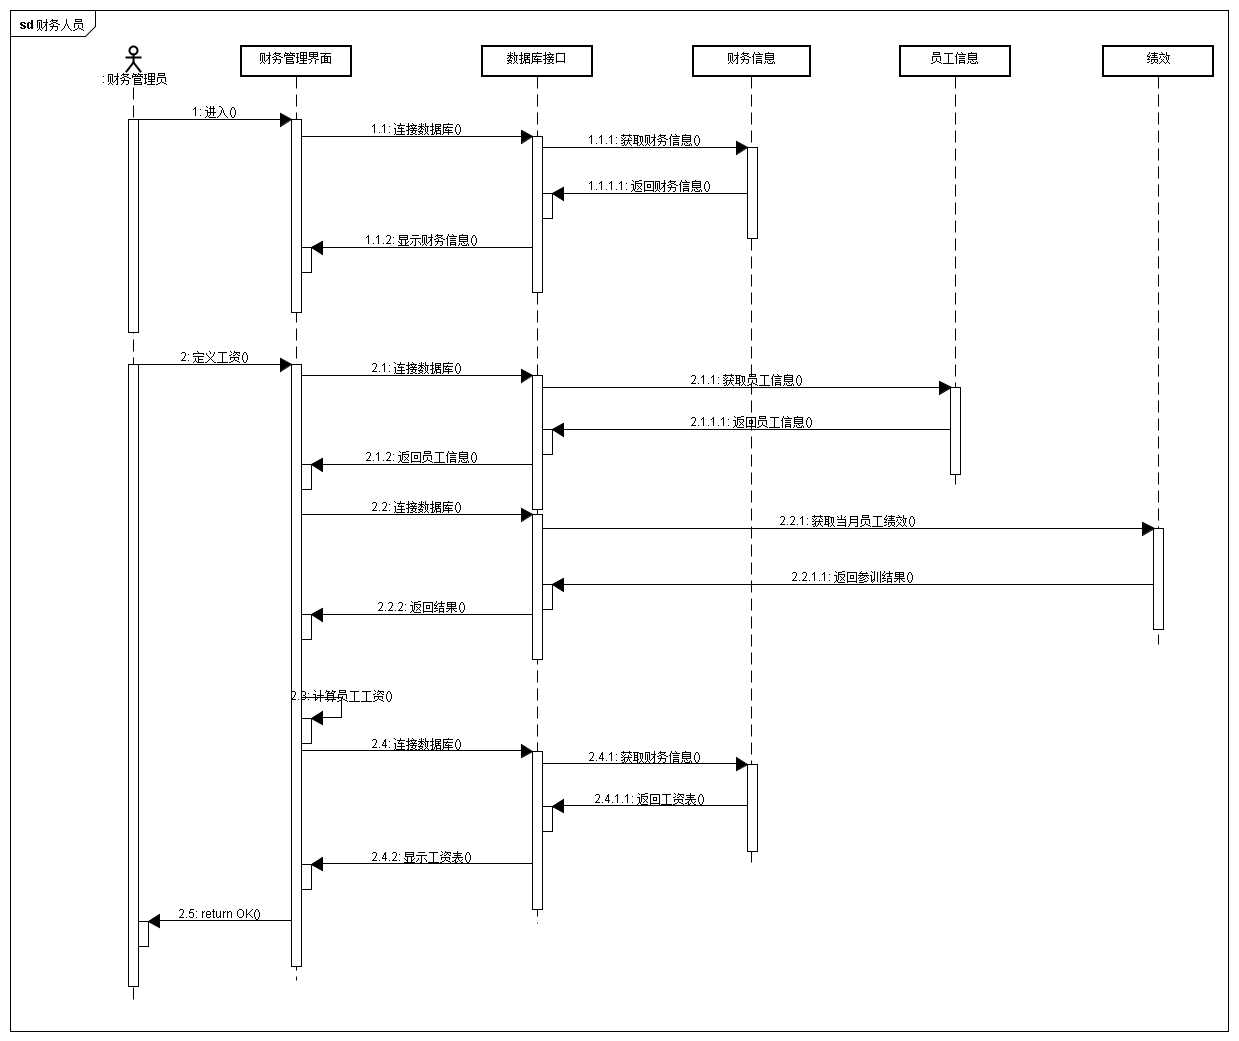 sd 财务人员
: 财务管理员
财务管理界面
数据库接口
财务信息
员工信息
绩效
1: 进入()
1.1: 连接数据库()
1.1.1: 获取财务信息()
1.1.1.1: 返回财务信息()
1.1.2: 显示财务信息()
2: 定义工资()
2.1: 连接数据库()
2.1.1: 获取员工信息()
2.1.1.1: 返回员工信息()
2.1.2: 返回员工信息()
2.2: 连接数据库()
2.2.1: 获取当月员工绩效()
2.2.1.1: 返回参训结果()
2.2.2: 返回结果()
2.3: 计算员工工资()
2.4: 连接数据库()
2.4.1: 获取财务信息()
2.4.1.1: 返回工资表()
2.4.2: 显示工资表()
2.5: return OK()